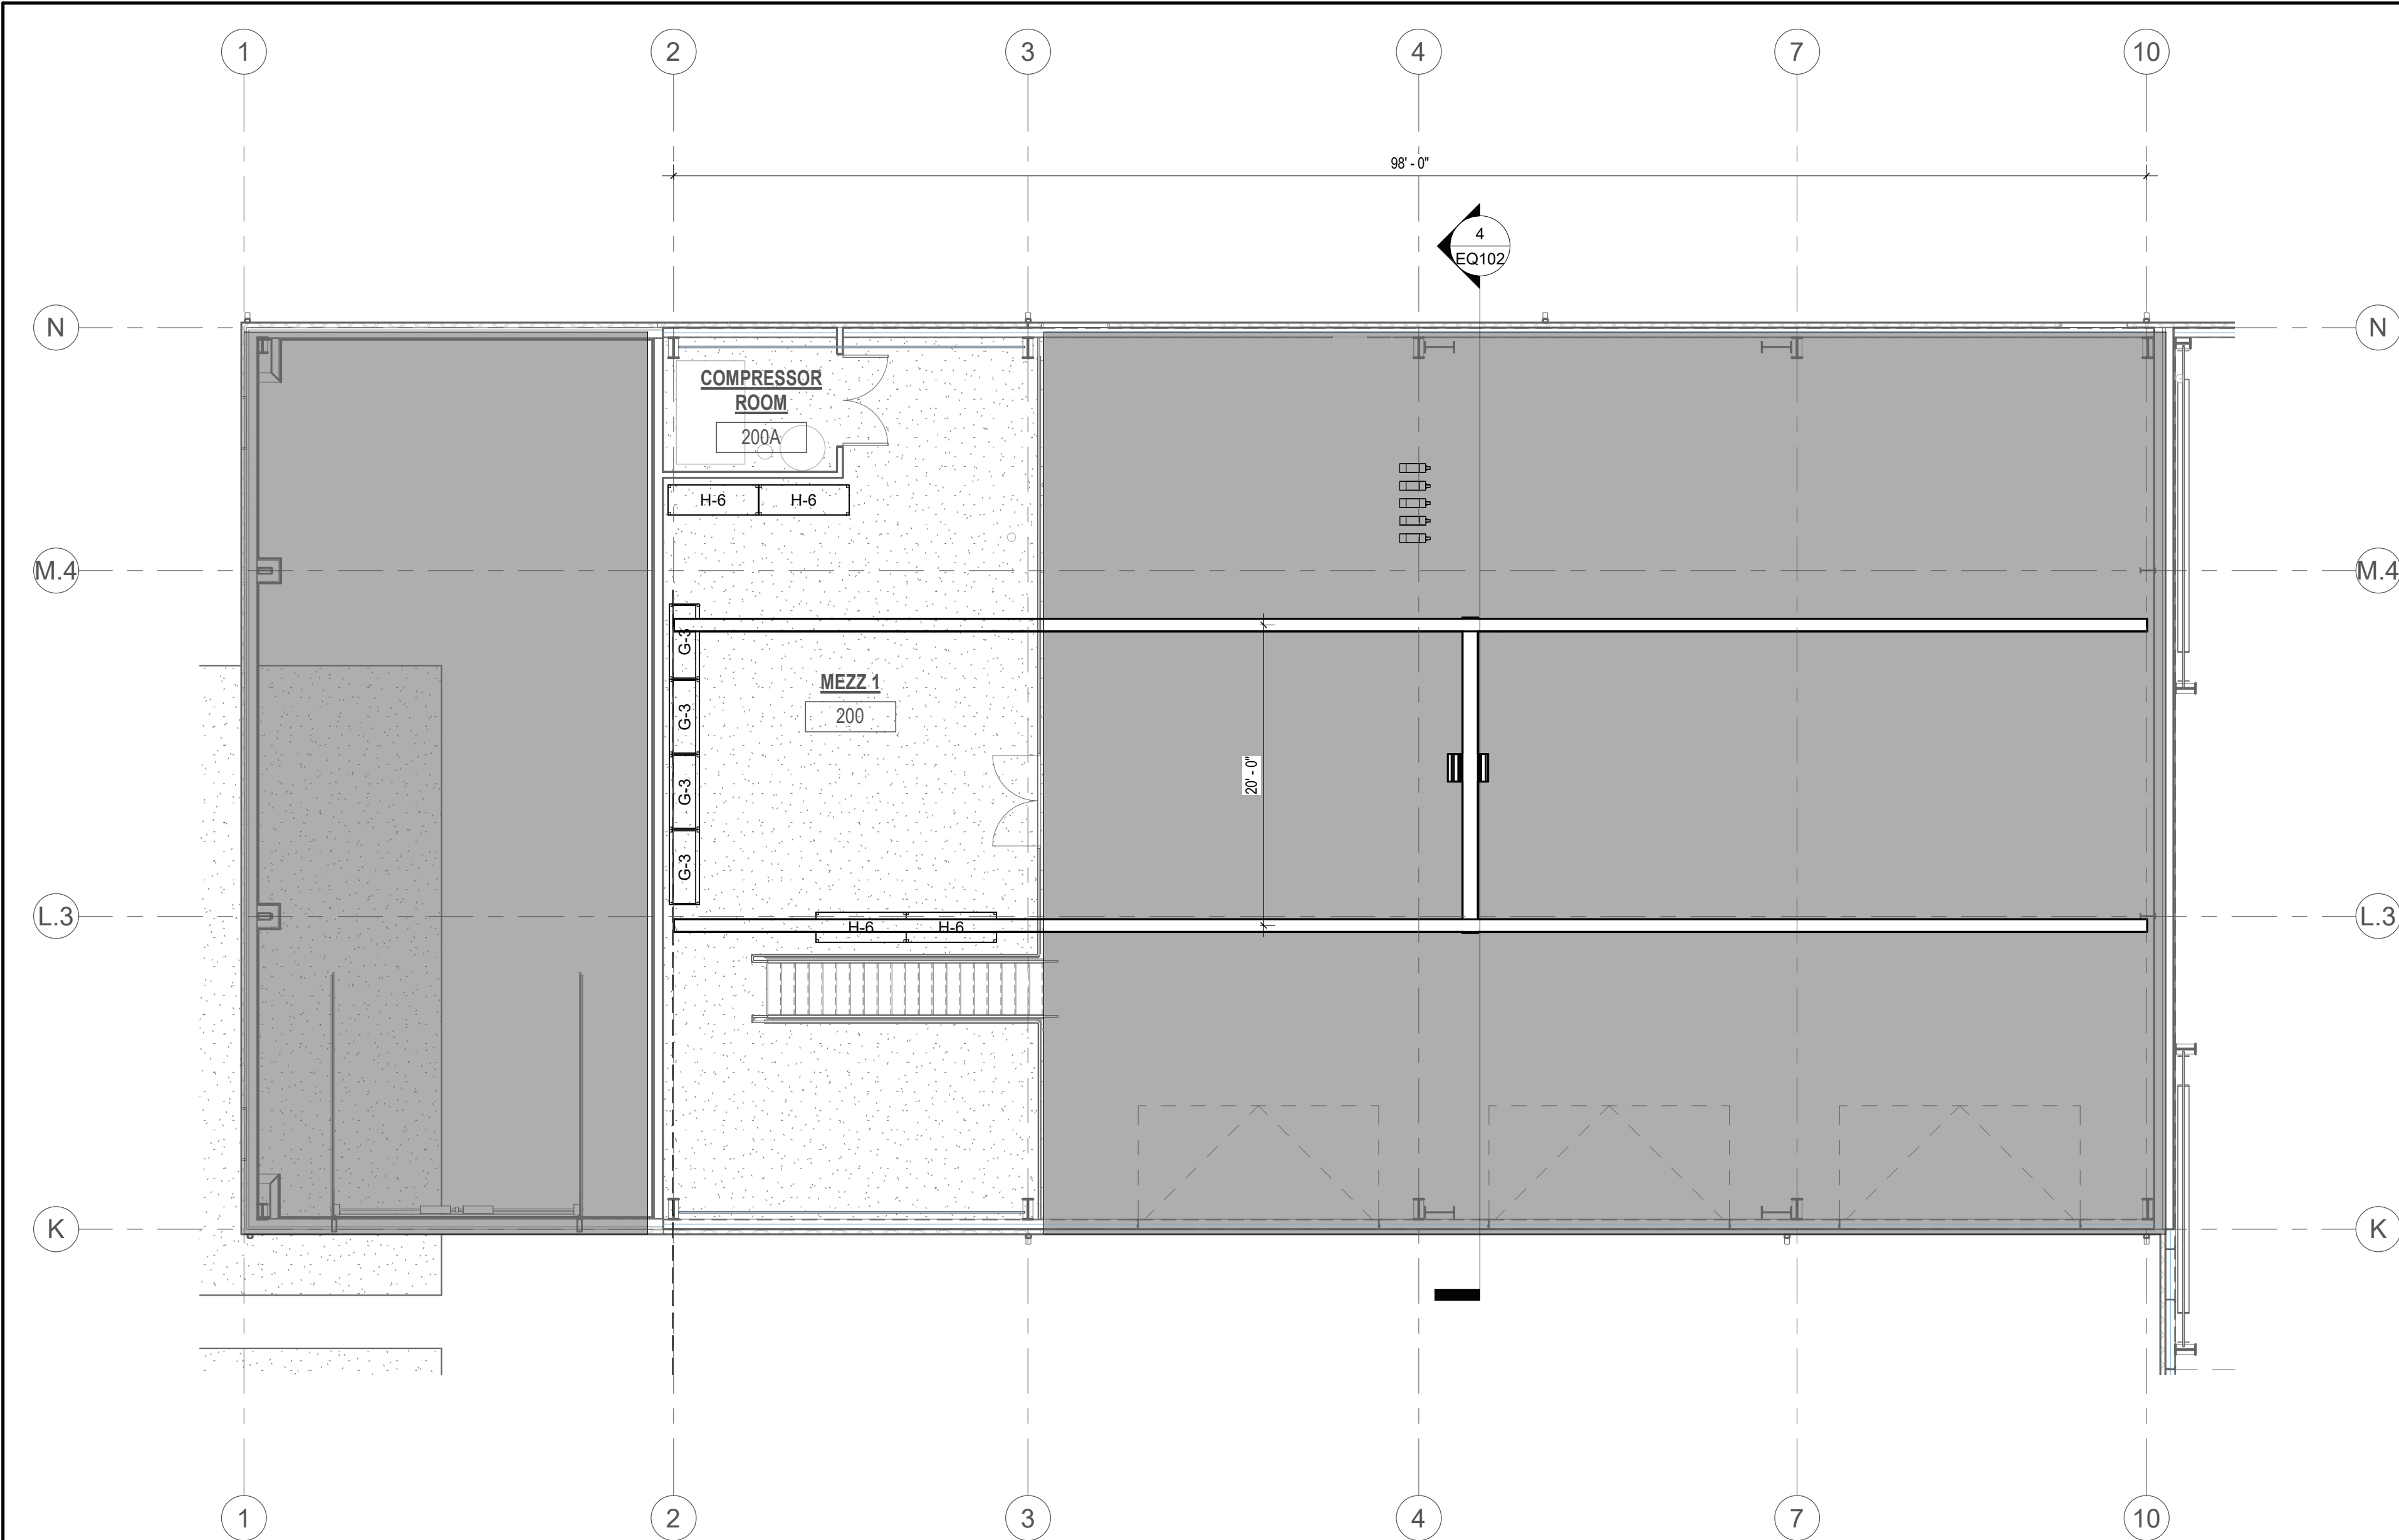 1 2 3 4 7 10
98' - 0"
4
EQ102
N N
COMPRESSOR
ROOM
200A
H-6 H-6
M.4 M.4
G-3
MEZZ 1
G-3
200
20' - 0"
G-3
G-3
L.3 L.3
H-6 H-6
K K
1 2 3 4 7 10